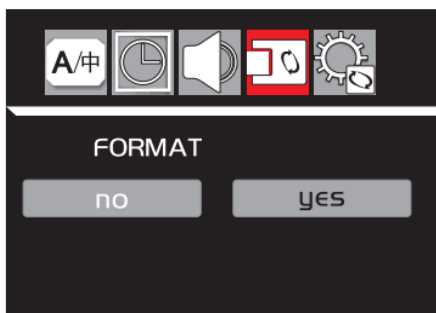 A/中
FORMAT
no yes